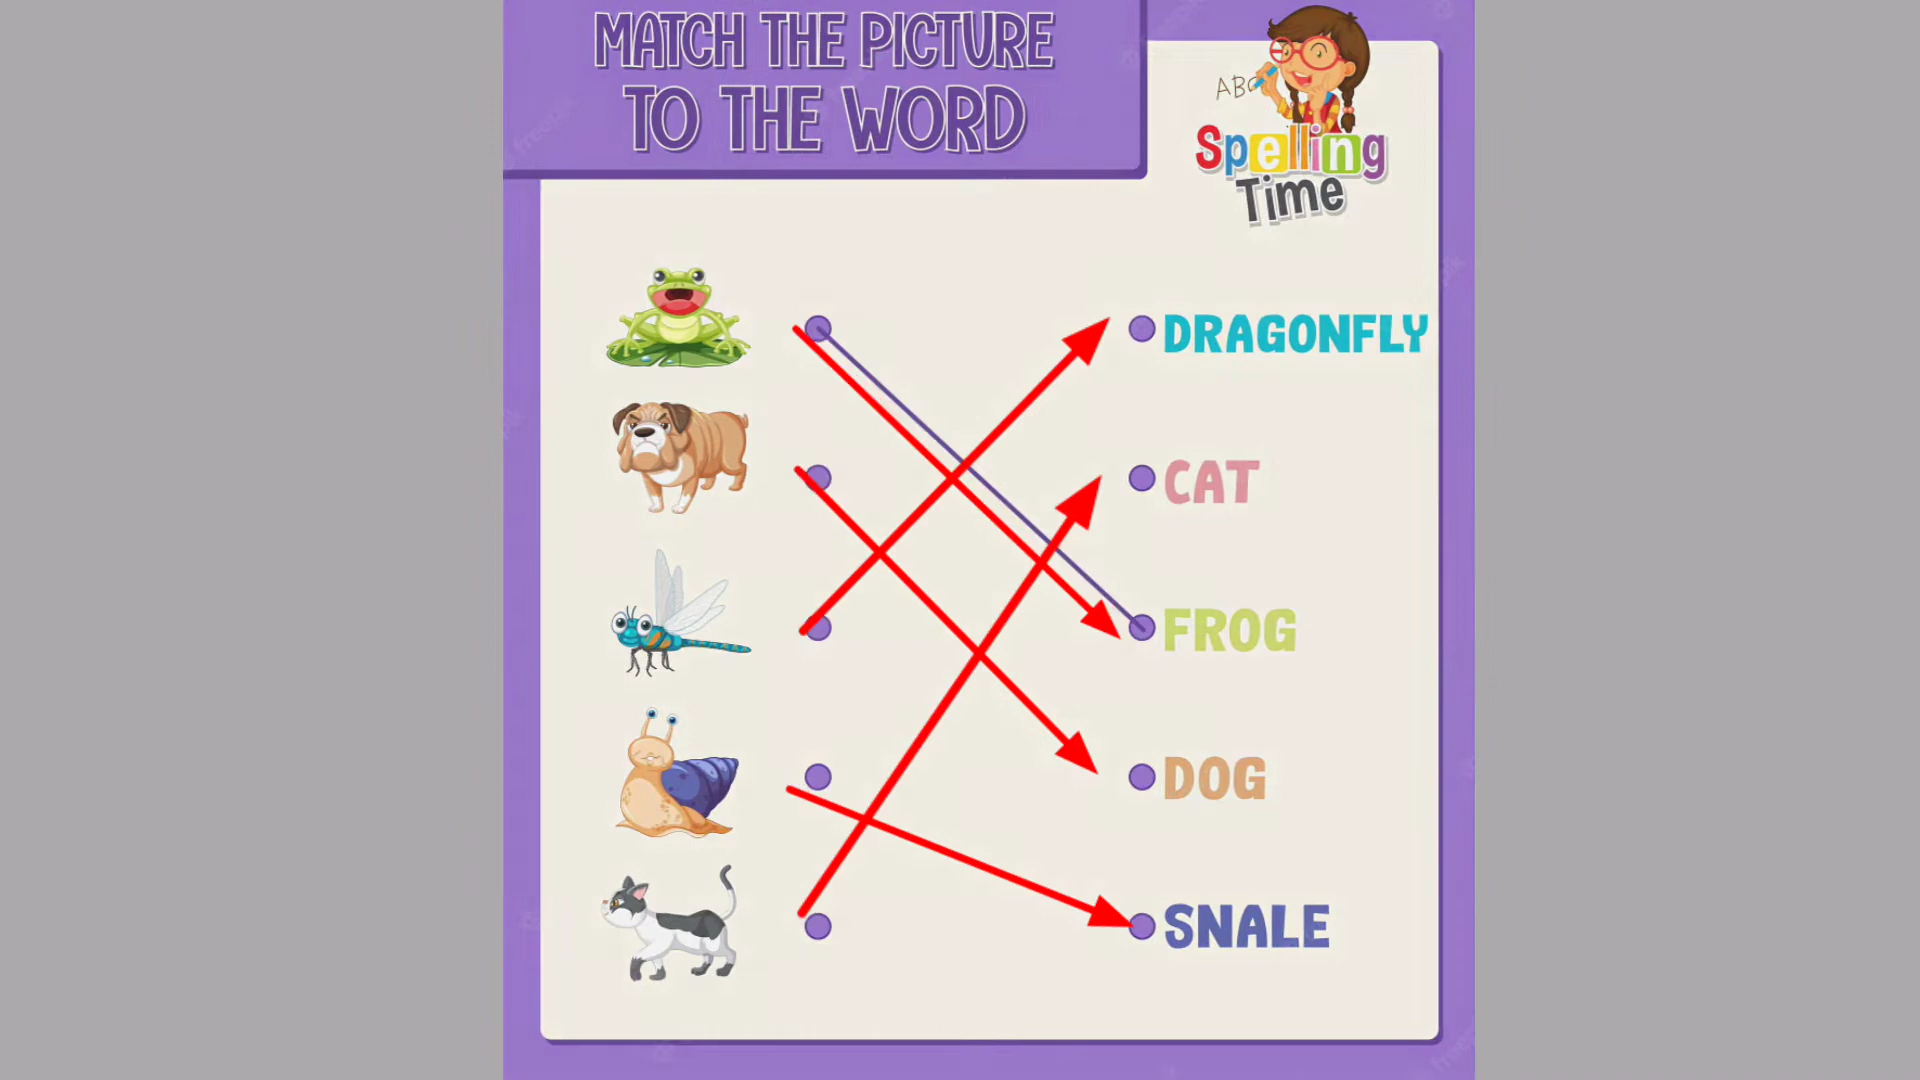 MATCH THE PICTURE
TO THE WORD
ABC
Spelling
Time
DRAGONFLY
CAT
FROG
DOG
SNALE